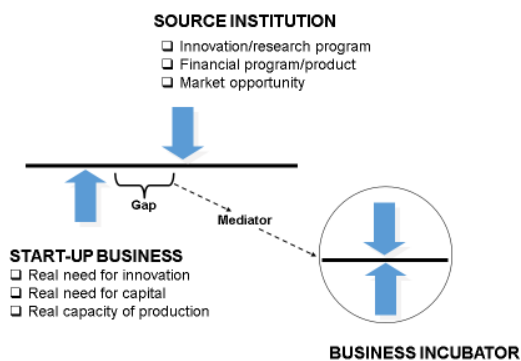 SOURCE INSTITUTION
❑ Innovation/research program
❑ Financial program/product
❑ Market opportunity
Gap
Mediator
START-UP BUSINESS
❑ Real need for innovation
❑ Real need for capital
❑ Real capacity of production
BUSINESS INCUBATOR